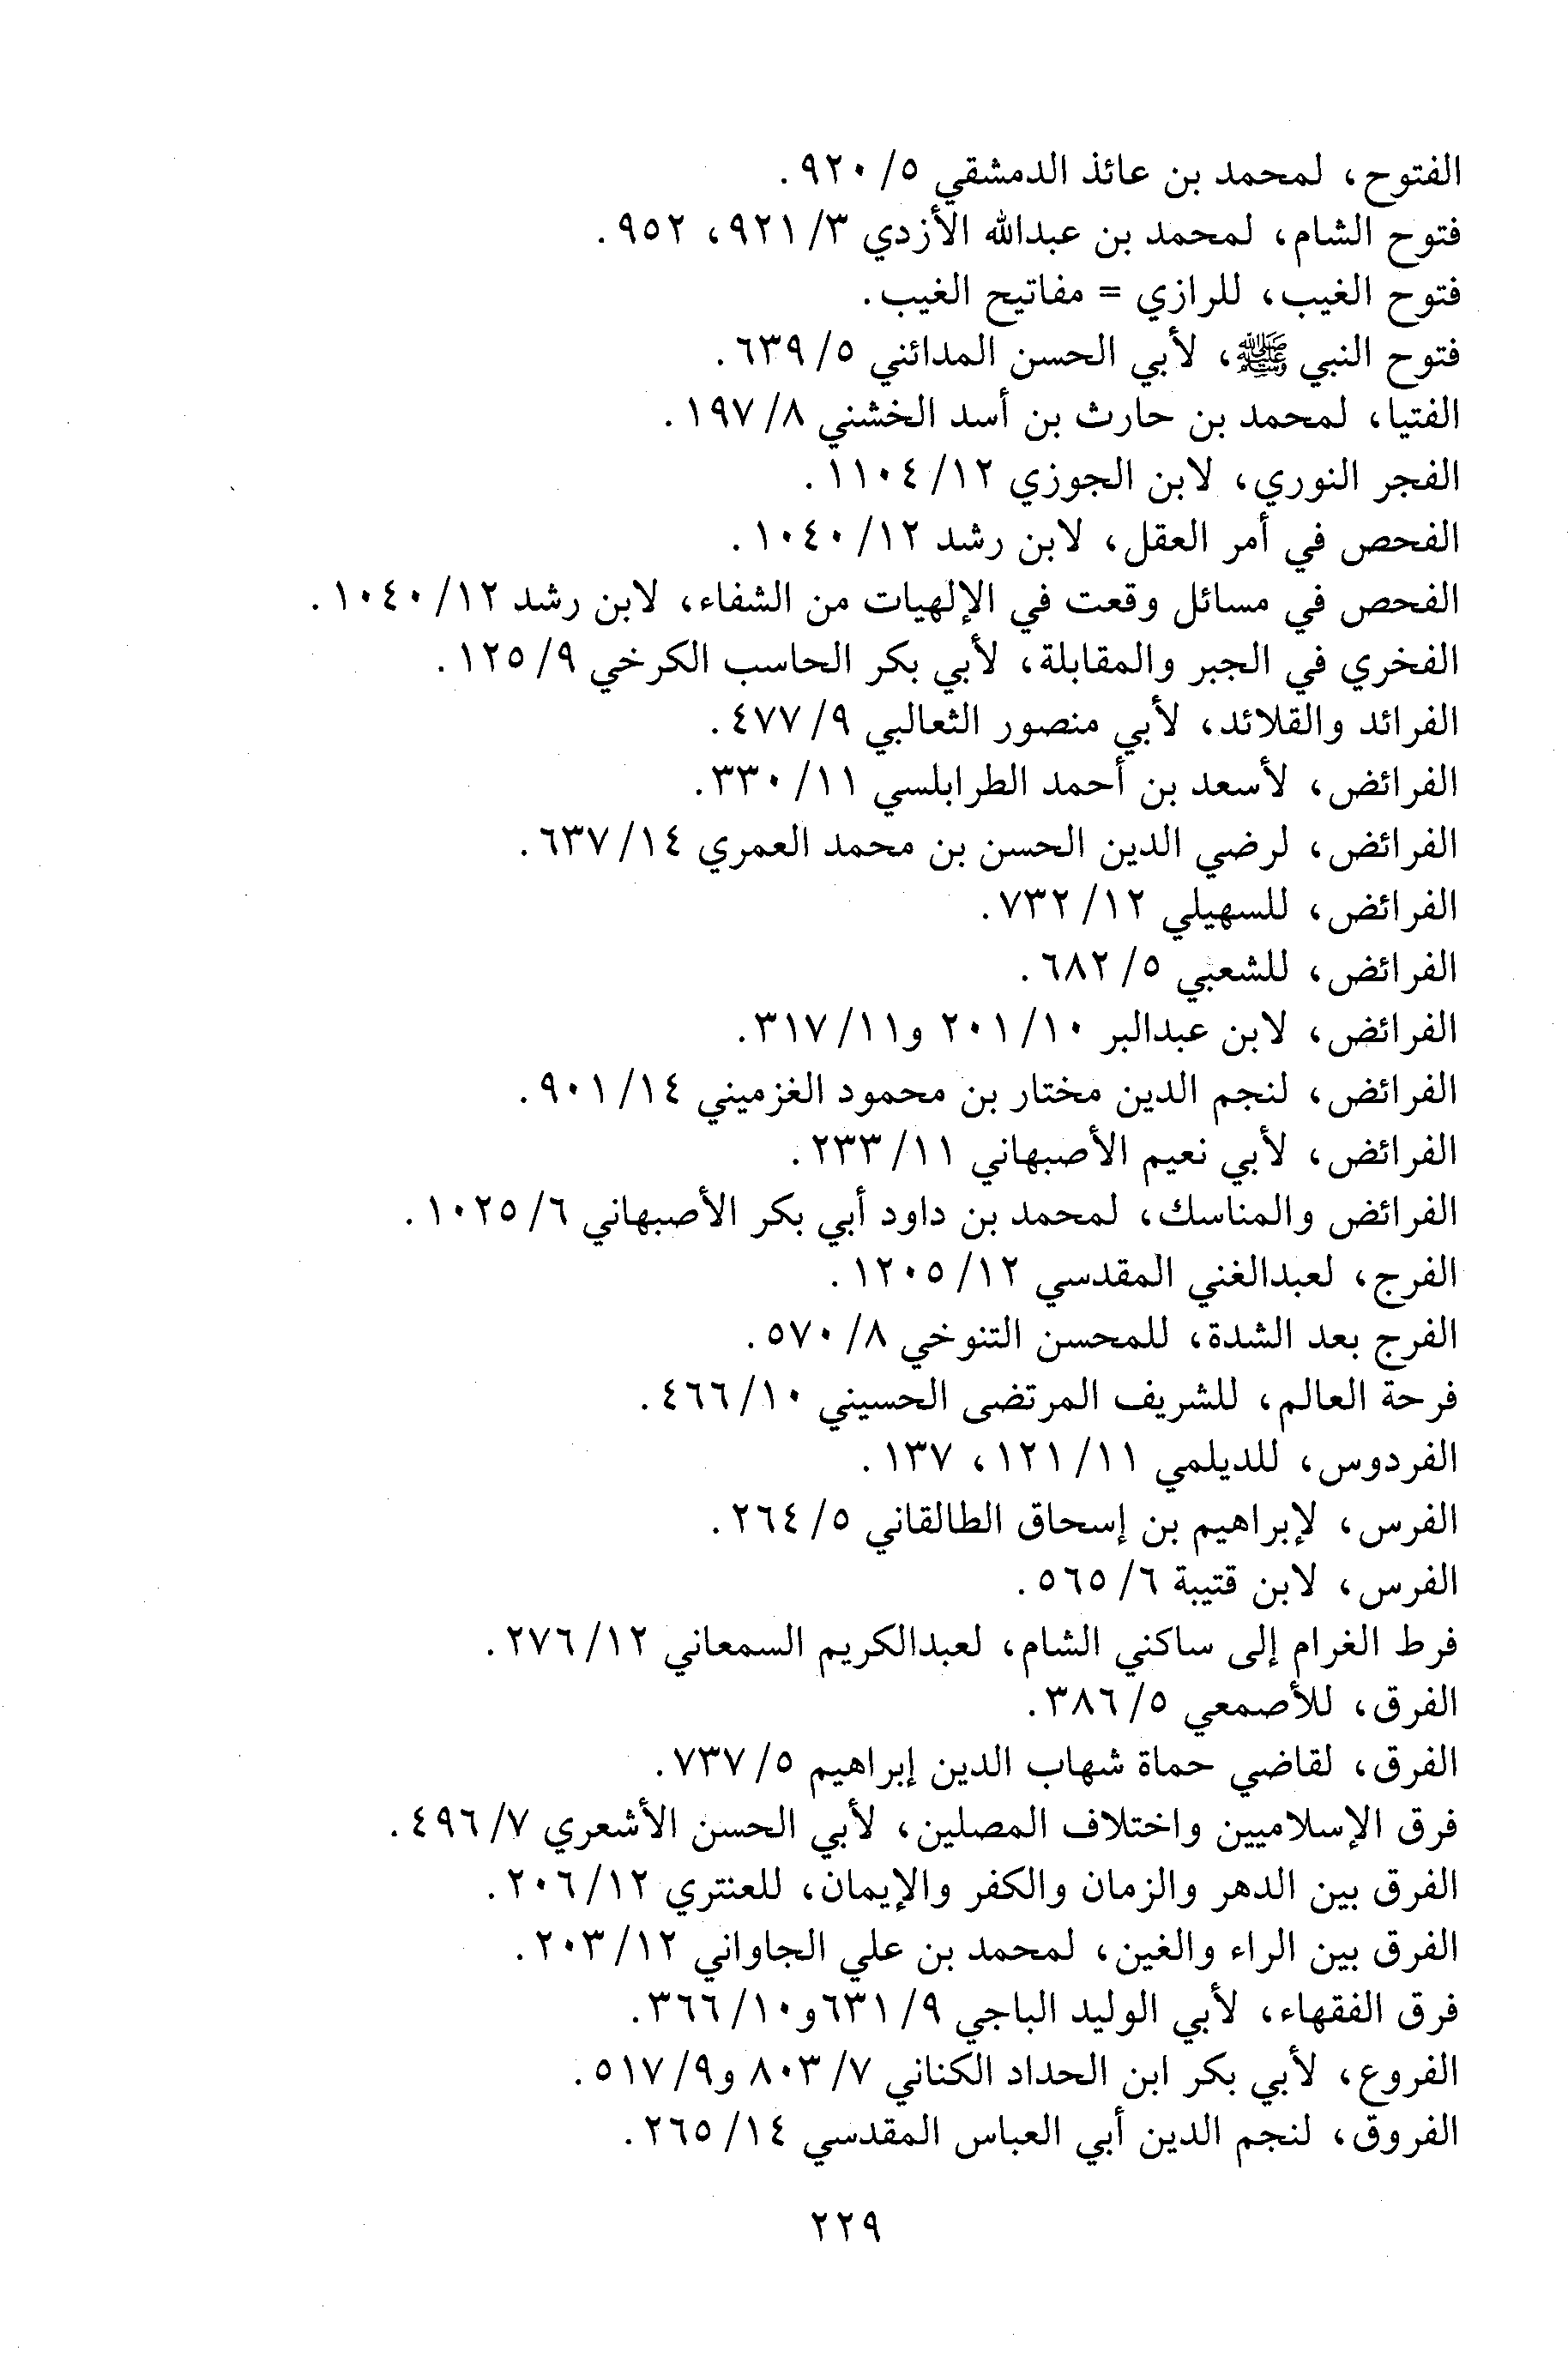 الفتوح، لمحمد بن عائذ الدمشقي ٥/ ٩٢٠.
فتوح الشام، لمحمد بن عبدالله الأزدي ٣/ ٩٢١، ٩٥٢.
فتوح الغيب، للرازي = مفاتيح الغيب.
فتوح النبي ﷺ، لأبي الحسن المدائني ٥/ ٦٣٩.
الفتيا، لمحمد بن حارث بن أسد الخشني ٨/ ١٩٧.
الفجر النوري، لابن الجوزي ١٢/ ١١٠٤.
الفحص في أمر العقل، لابن رشد ١٢/ ١٠٤٠.
الفحص في مسائل وقعت في الإلهيات من الشفاء، لابن رشد ١٢/ ١٠٤٠.
الفخري في الجبر والمقابلة، لأبي بكر الحاسب الكرخي ٩/ ١٢٥.
الفرائد والقلائد، لأبي منصور الثعالبي ٩/ ٤٧٧.
الفرائض، لأسعد بن أحمد الطرابلسي ١١/ ٣٣٠.
الفرائض، لرضي الدين الحسن بن محمد العمري ١٤/ ٦٣٧.
الفرائض، للسهيلي ١٢/ ٧٣٢.
الفرائض، للشعبي ٥/ ٦٨٢.
الفرائض، لابن عبدالبر ١٠/ ٢٠١ و١١/ ٣١٧.
الفرائض، لنجم الدين مختار بن محمود الغزميني ١٤/ ٩٠١.
الفرائض، لأبي نعيم الأصبهاني ١١/ ٢٣٣.
الفرائض والمناسك، لمحمد بن داود أبي بكر الأصبهاني ٦/ ١٠٢٥.
الفرج، لعبدالغني المقدسي ١٢/ ١٢٠٥.
الفرج بعد الشدة، للمحسن التنوخي ٨/ ٥٧٠.
فرحة العالم، للشريف المرتضى الحسيني ١٠/ ٤٦٦.
الفردوس، للديلمي ١١/ ١٢١، ١٣٧.
الفرس، لإبراهيم بن إسحاق الطالقاني ٥/ ٢٦٤.
الفرس، لابن قتيبة ٦/ ٥٦٥.
فرط الغرام إلى ساكني الشام، لعبدالكريم السمعاني ١٢/ ٢٧٦.
الفرق، للأصمعي ٥/ ٣٨٦.
الفرق، لقاضي حماة شهاب الدين إبراهيم ٥/ ٧٣٧.
فرق الإسلاميين واختلاف المصلين، لأبي الحسن الأشعري ٧/ ٤٩٦.
الفرق بين الدهر والزمان والكفر والإيمان، للعنتري ١٢/ ٢٠٦.
الفرق بين الراء والغين، لمحمد بن علي الجاواني ١٢/ ٢٠٣.
فرق الفقهاء، لأبي الوليد الباجي ٩/ ٦٣١و١٠/ ٣٦٦.
الفروع، لأبي بكر ابن الحداد الكناني ٧/ ٨٠٣ و٩/ ٥١٧.
الفروق، لنجم الدين أبي العباس المقدسي ١٤/ ٢٦٥.
٢٢٩